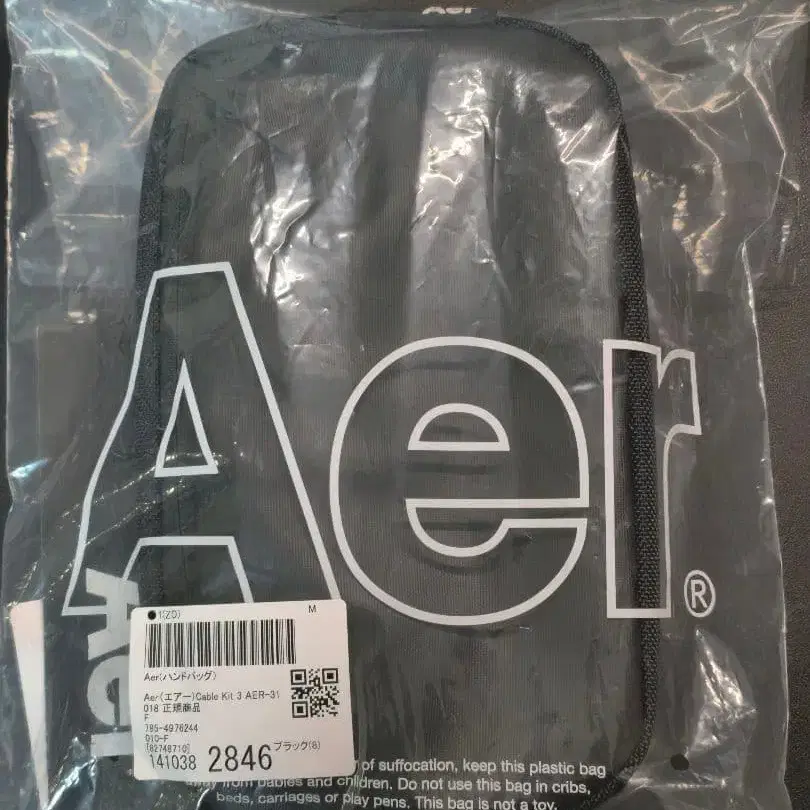 Aer
Aer®
Aer
●1(ZO) M
Aer(ハンドバッグ)
Aer(エアー)Cable Kit 3 AER-31
018 正規商品
F
785-4976244
010-F
[82748710]
141038 2846 ブラック(8)
of suffocation, keep this plastic bag
away from babies and children. Do not use this bag in cribs,
beds, carriages or play pens. This bag is not a toy.